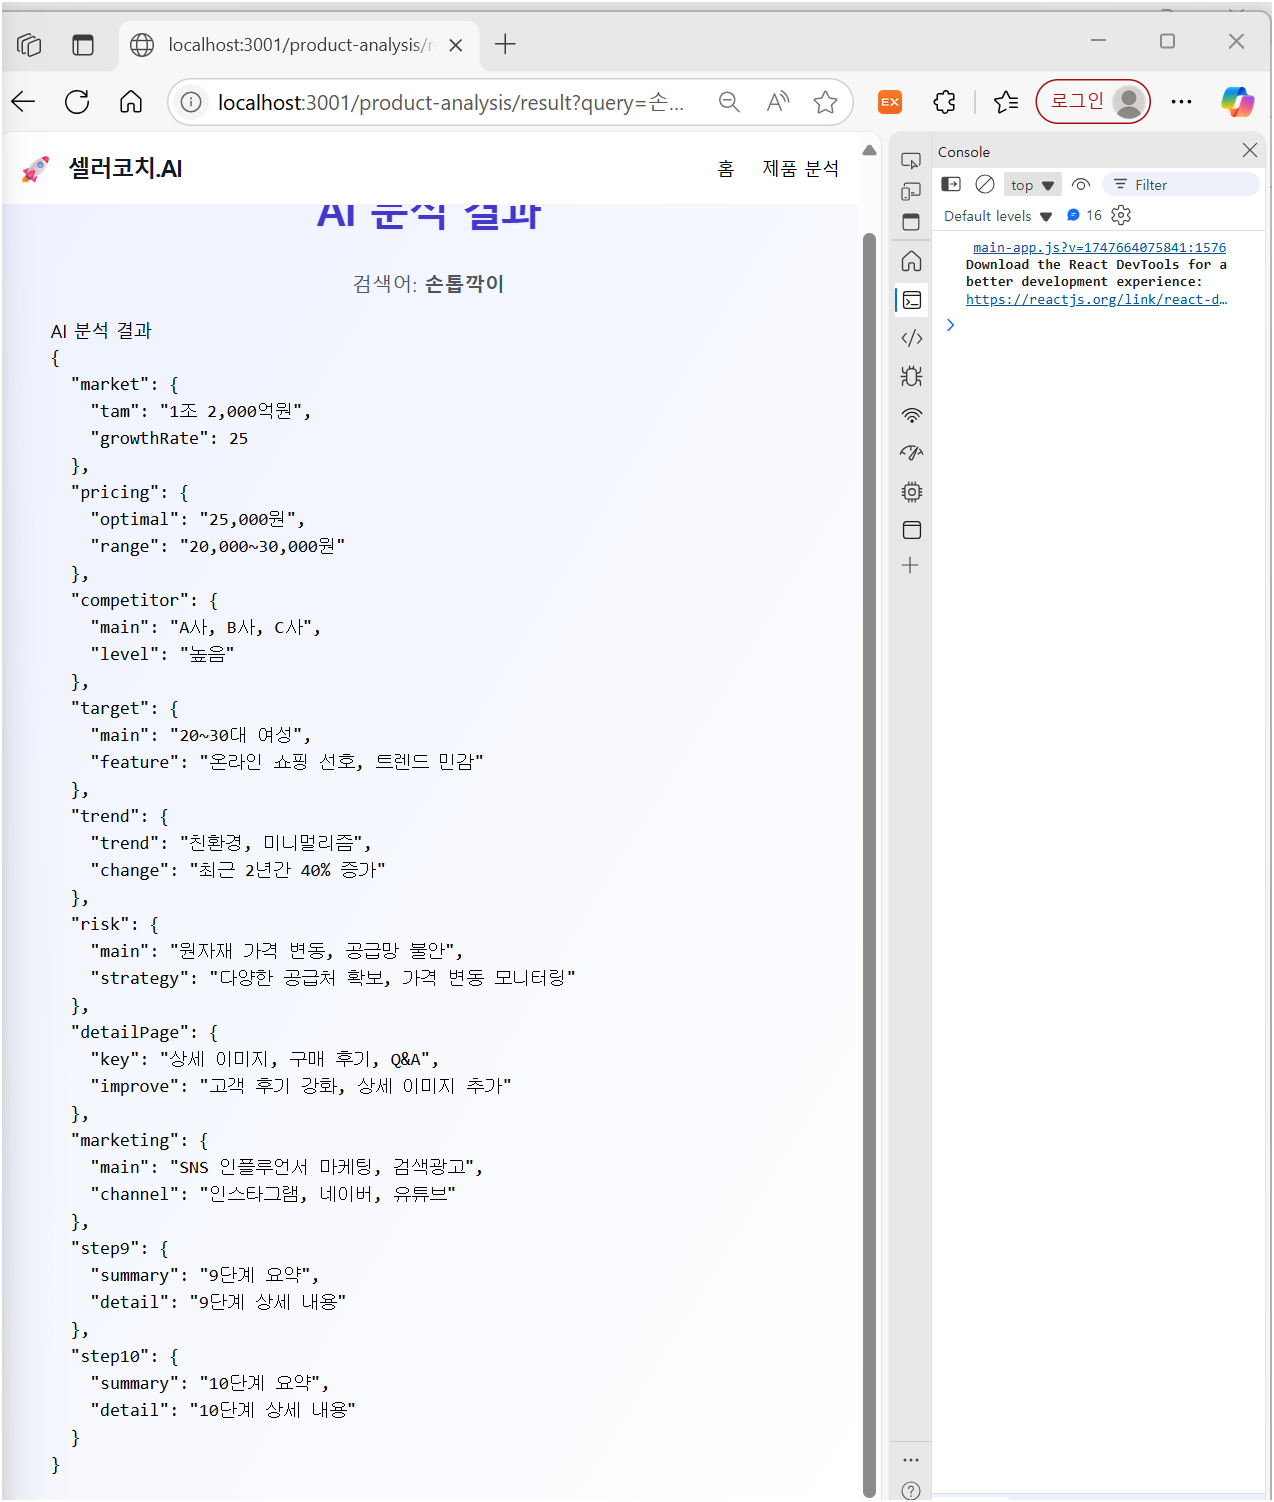 localhost:3001/product-analysis/r
localhost:3001/product-analysis/result?query=손...
EX
로그인
셀러코치.AI
홈
제품 분석
AI 분석 결과
검색어: 손톱깍이
AI 분석 결과
{
"market": {
"tam": "1조 2,000억원",
"growthRate": 25
},
"pricing": {
"optimal": "25,000원",
"range": "20,000~30,000원"
},
"competitor": {
"main": "A사, B사, C사",
"level": "높음"
},
"target": {
"main": "20~30대 여성",
"feature": "온라인 쇼핑 선호, 트렌드 민감"
},
"trend": {
"trend": "친환경, 미니멀리즘",
"change": "최근 2년간 40% 증가"
},
"risk": {
"main": "원자재 가격 변동, 공급망 불안",
"strategy": "다양한 공급처 확보, 가격 변동 모니터링"
},
"detailPage": {
"key": "상세 이미지, 구매 후기, Q&A",
"improve": "고객 후기 강화, 상세 이미지 추가"
},
"marketing": {
"main": "SNS 인플루언서 마케팅, 검색광고",
"channel": "인스타그램, 네이버, 유튜브"
},
"step9": {
"summary": "9단계 요약",
"detail": "9단계 상세 내용"
},
"step10": {
"summary": "10단계 요약",
"detail": "10단계 상세 내용"
}
}
Console
top
Filter
Default levels
16
main-app.js?v=1747664075841:1576
Download the React DevTools for a
better development experience:
https://reactjs.org/link/react-d…